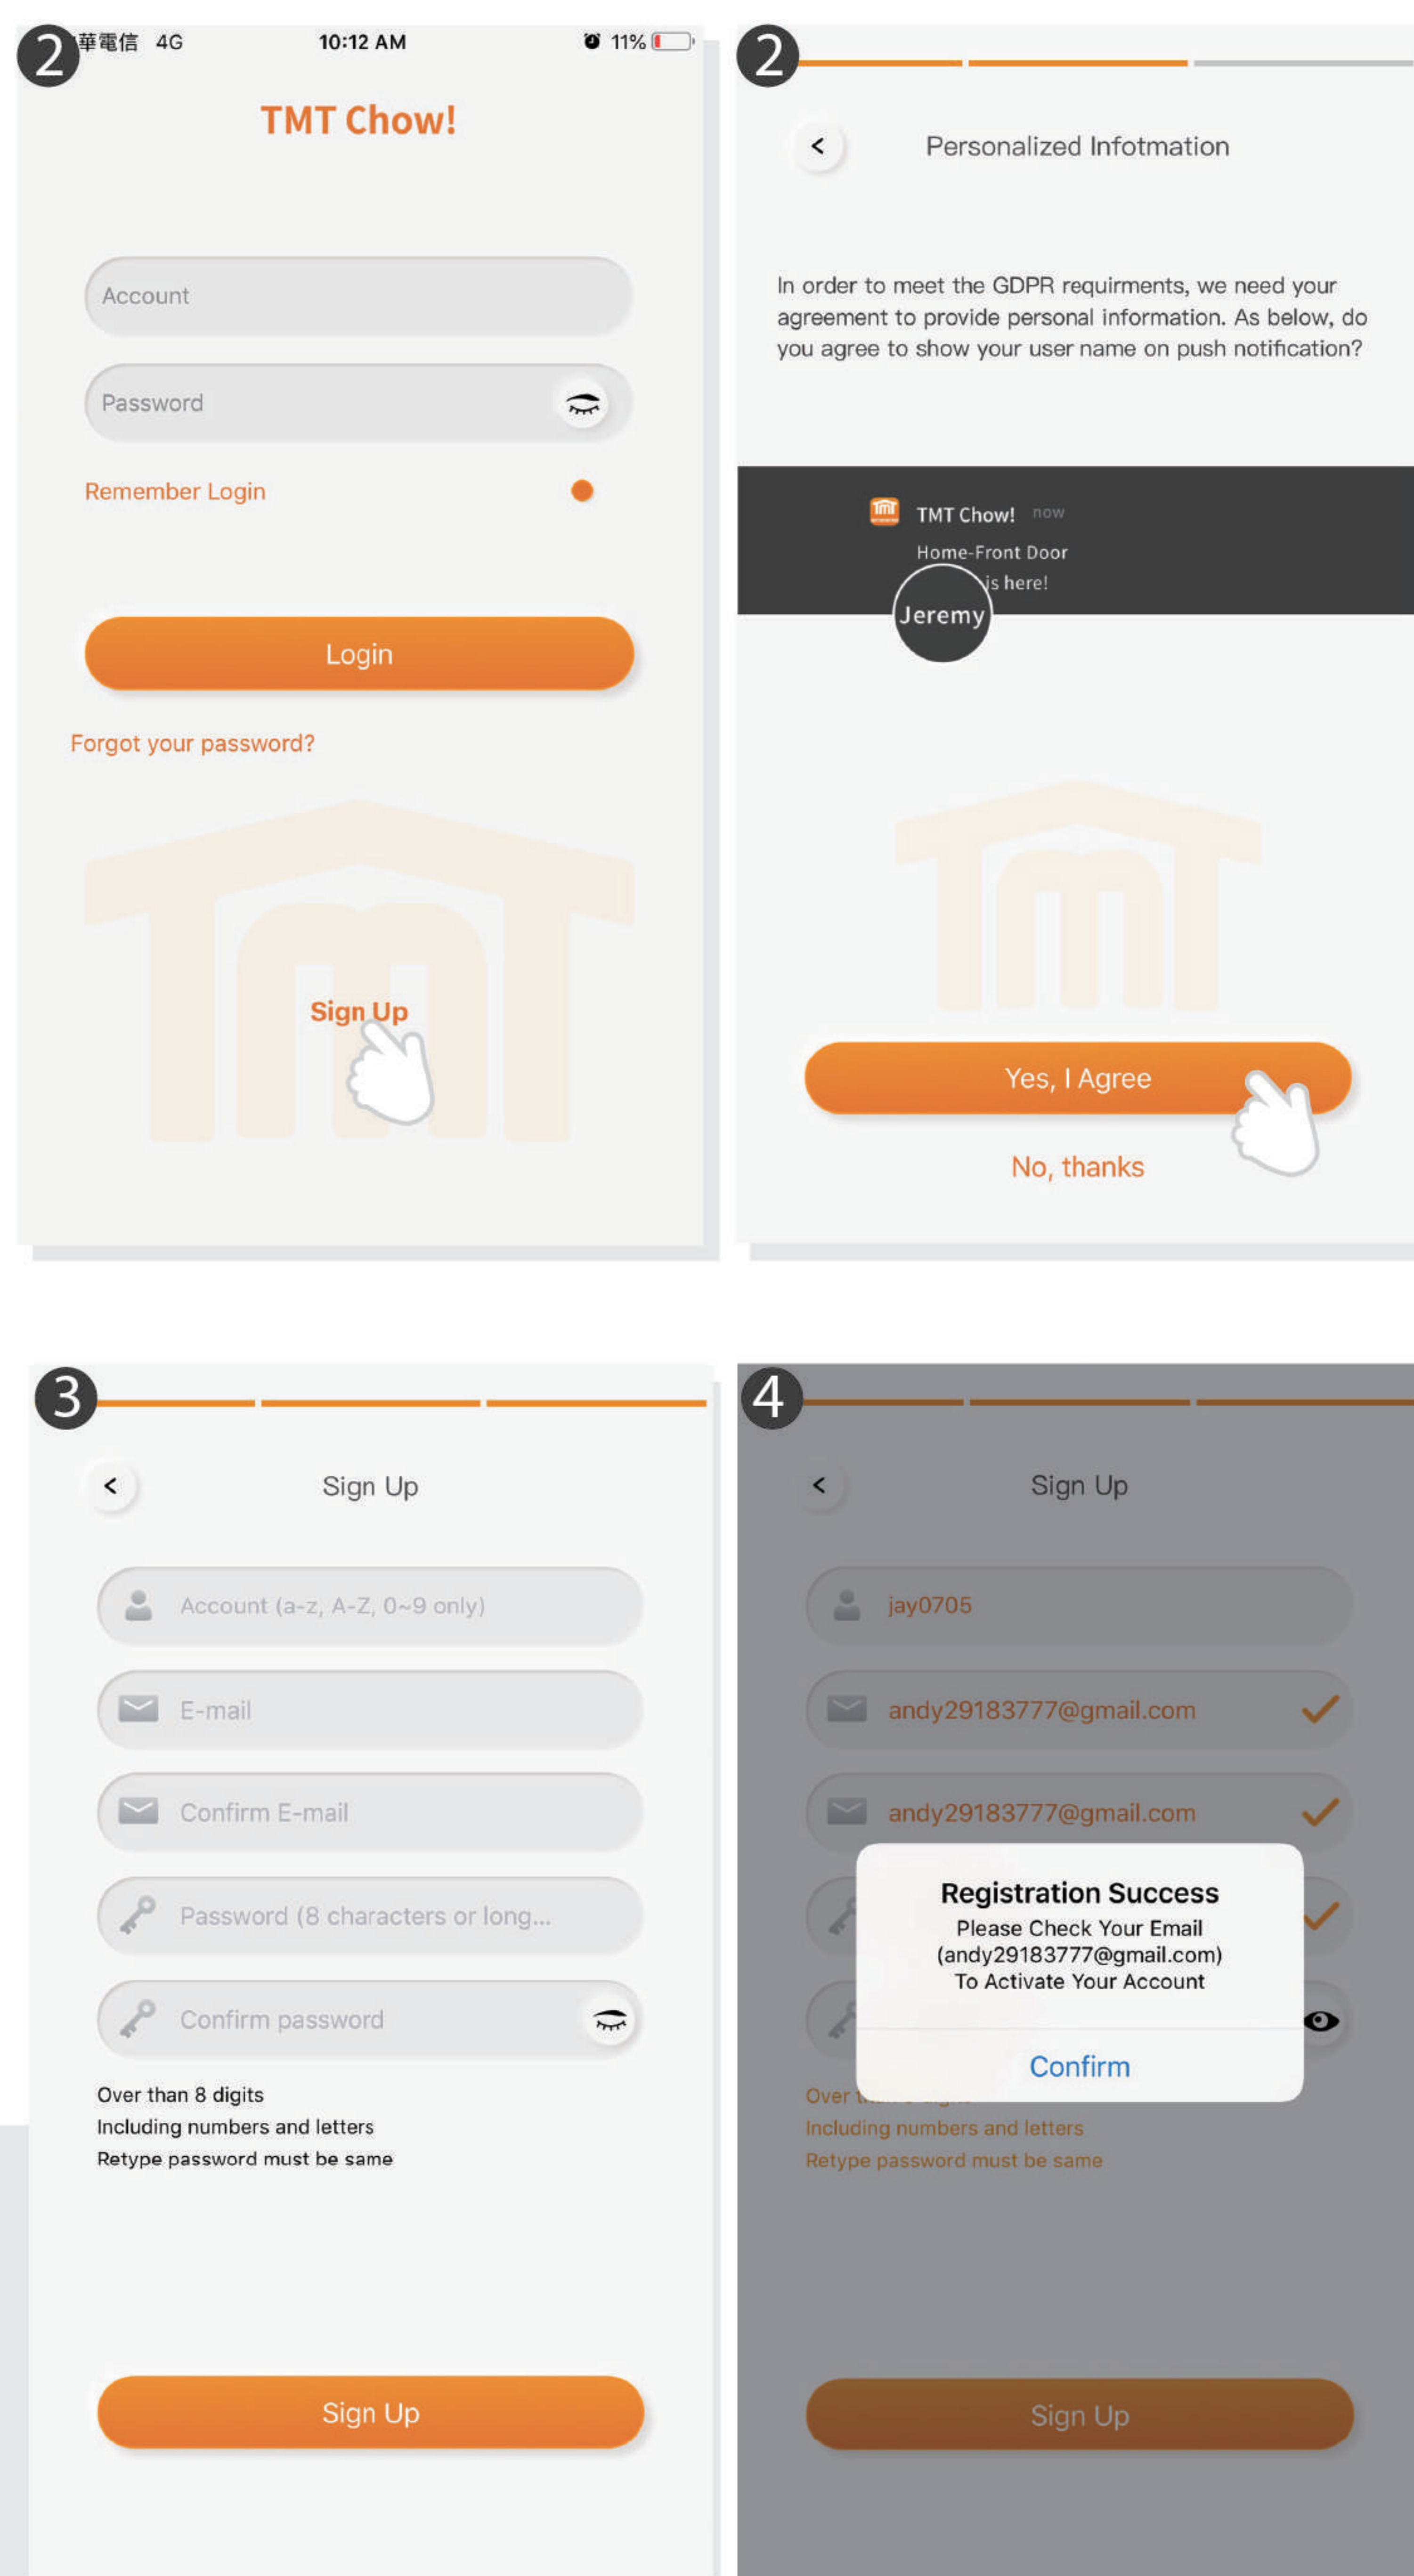 2
華電信 4G 10:12 AM 11%
TMT Chow!
Account
Password
Remember Login
Login
Forgot your password?
TMT
Sign Up
2
Personalized Infotmation
In order to meet the GDPR requirments, we need your
agreement to provide personal information. As below, do
you agree to show your user name on push notification?
TMT
TMT Chow! now
Home-Front Door
is here!
Jeremy
TMT
Yes, I Agree
No, thanks
3
Sign Up
Account (a-z, A-Z, 0~9 only)
E-mail
Confirm E-mail
Password (8 characters or long...
Confirm password
Over than 8 digits
Including numbers and letters
Retype password must be same
Sign Up
4
Sign Up
jay0705
andy29183777@gmail.com
andy29183777@gmail.com
Registration Success
Please Check Your Email
(andy29183777@gmail.com)
To Activate Your Account
Confirm
Over
Including numbers and letters
Retype password must be same
Sign Up